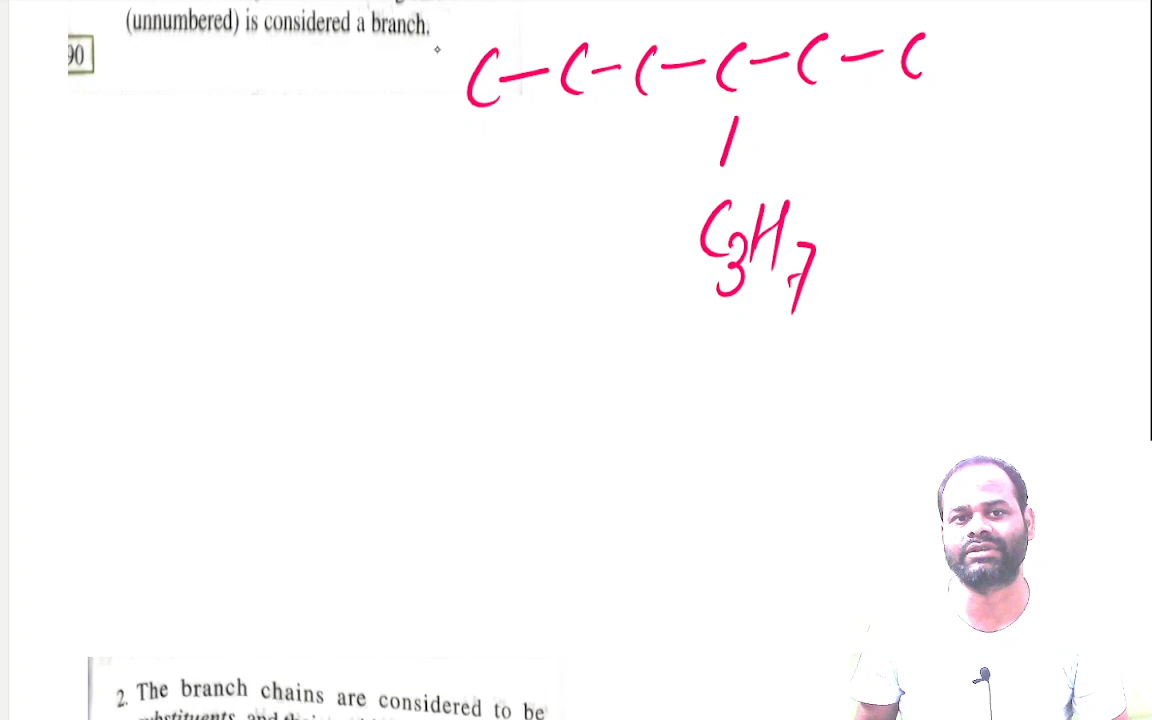 (unnumbered) is considered a branch.
90
C-C-C-C-C-C
|
C3H7
2. The branch chains are considered to be